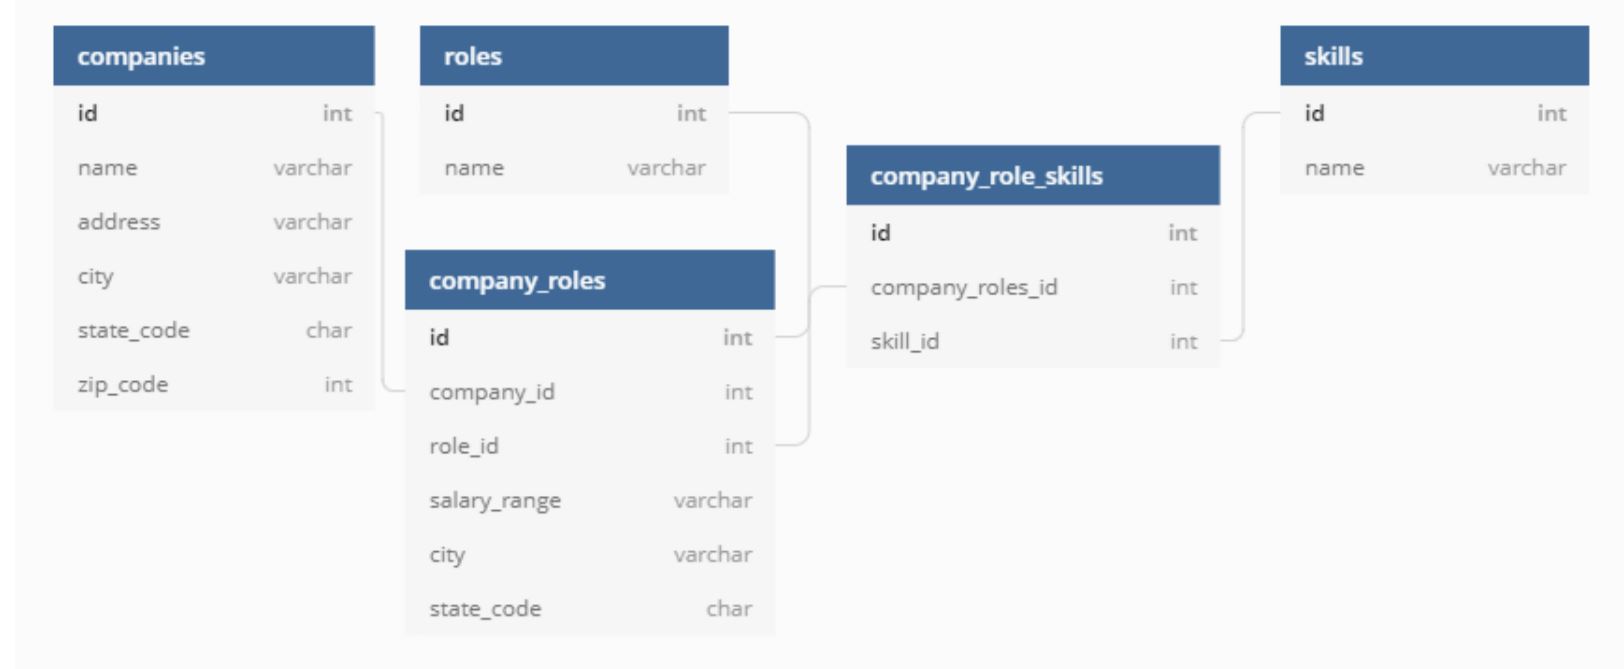 companies
id int
name varchar
address varchar
city varchar
state_code char
zip_code int
roles
id int
name varchar
company_roles
id int
company_id int
role_id int
salary_range varchar
city varchar
state_code char
company_role_skills
id int
company_roles_id int
skill_id int
skills
id int
name varchar